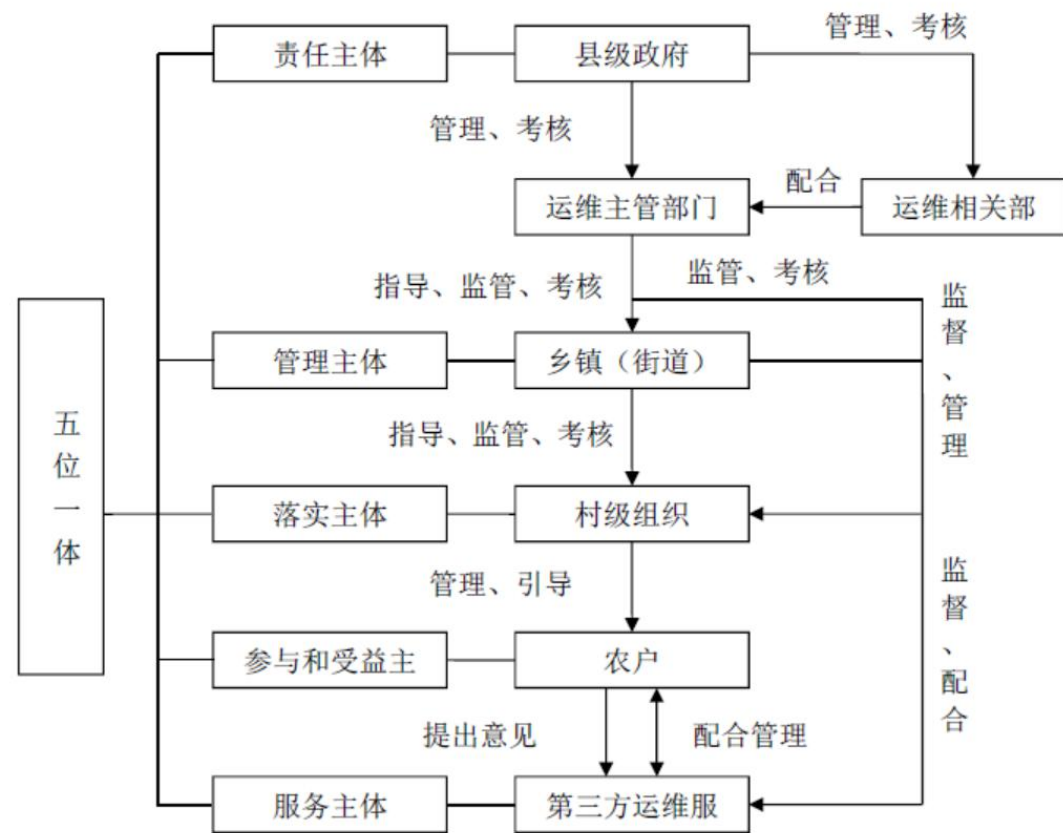 责任主体
县级政府
管理、考核
管理、考核
运维主管部门
配合
运维相关部
指导、监管、考核
监管、考核
监督、管理
管理主体
乡镇（街道）
五位一体
指导、监管、考核
落实主体
村级组织
管理、引导
监督、配合
参与和受益主
农户
提出意见
配合管理
服务主体
第三方运维服